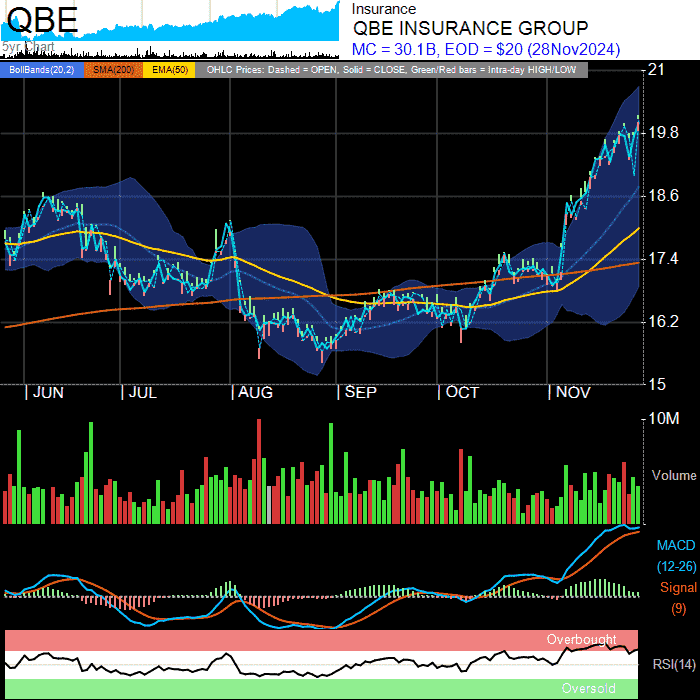 QBE
5yr Chart
Insurance
QBE INSURANCE GROUP
MC = 30.1B, EOD = $20 (28Nov2024)
BollBands(20,2) SMA(200) EMA(50) OHLC Prices: Dashed = OPEN, Solid = CLOSE, Green/Red bars = Intra-day HIGH/LOW
21
19.8
18.6
17.4
16.2
15
JUN JUL AUG SEP OCT NOV
10M
Volume
MACD
(12-26)
Signal
(9)
Overbought
RSI(14)
Oversold